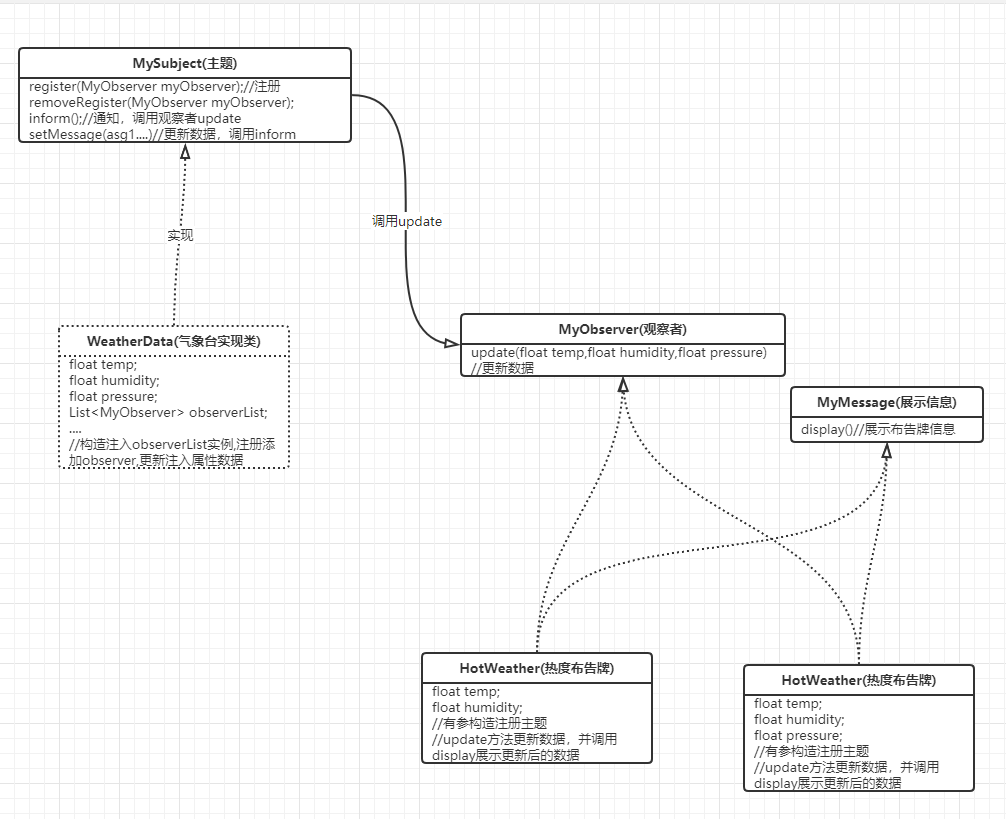 MySubject(主题)
register(MyObserver myObserver);//注册
removeRegister(MyObserver myObserver);
inform();//通知，调用观察者update
setMessage(asg1....)//更新数据，调用inform
调用update
实现
MyObserver(观察者)
update(float temp,float humidity,float pressure)
//更新数据
WeatherData(气象台实现类)
float temp;
float humidity;
float pressure;
List<MyObserver> observerList;
....
//构造注入observerList实例,注册添
加observer,更新注入属性数据
MyMessage(展示信息)
display()//展示布告牌信息
HotWeather(热度布告牌)
float temp;
float humidity;
//有参构造注册主题
//update方法更新数据，并调用
display展示更新后的数据
HotWeather(热度布告牌)
float temp;
float humidity;
float pressure;
//有参构造注册主题
//update方法更新数据，并调用
display展示更新后的数据